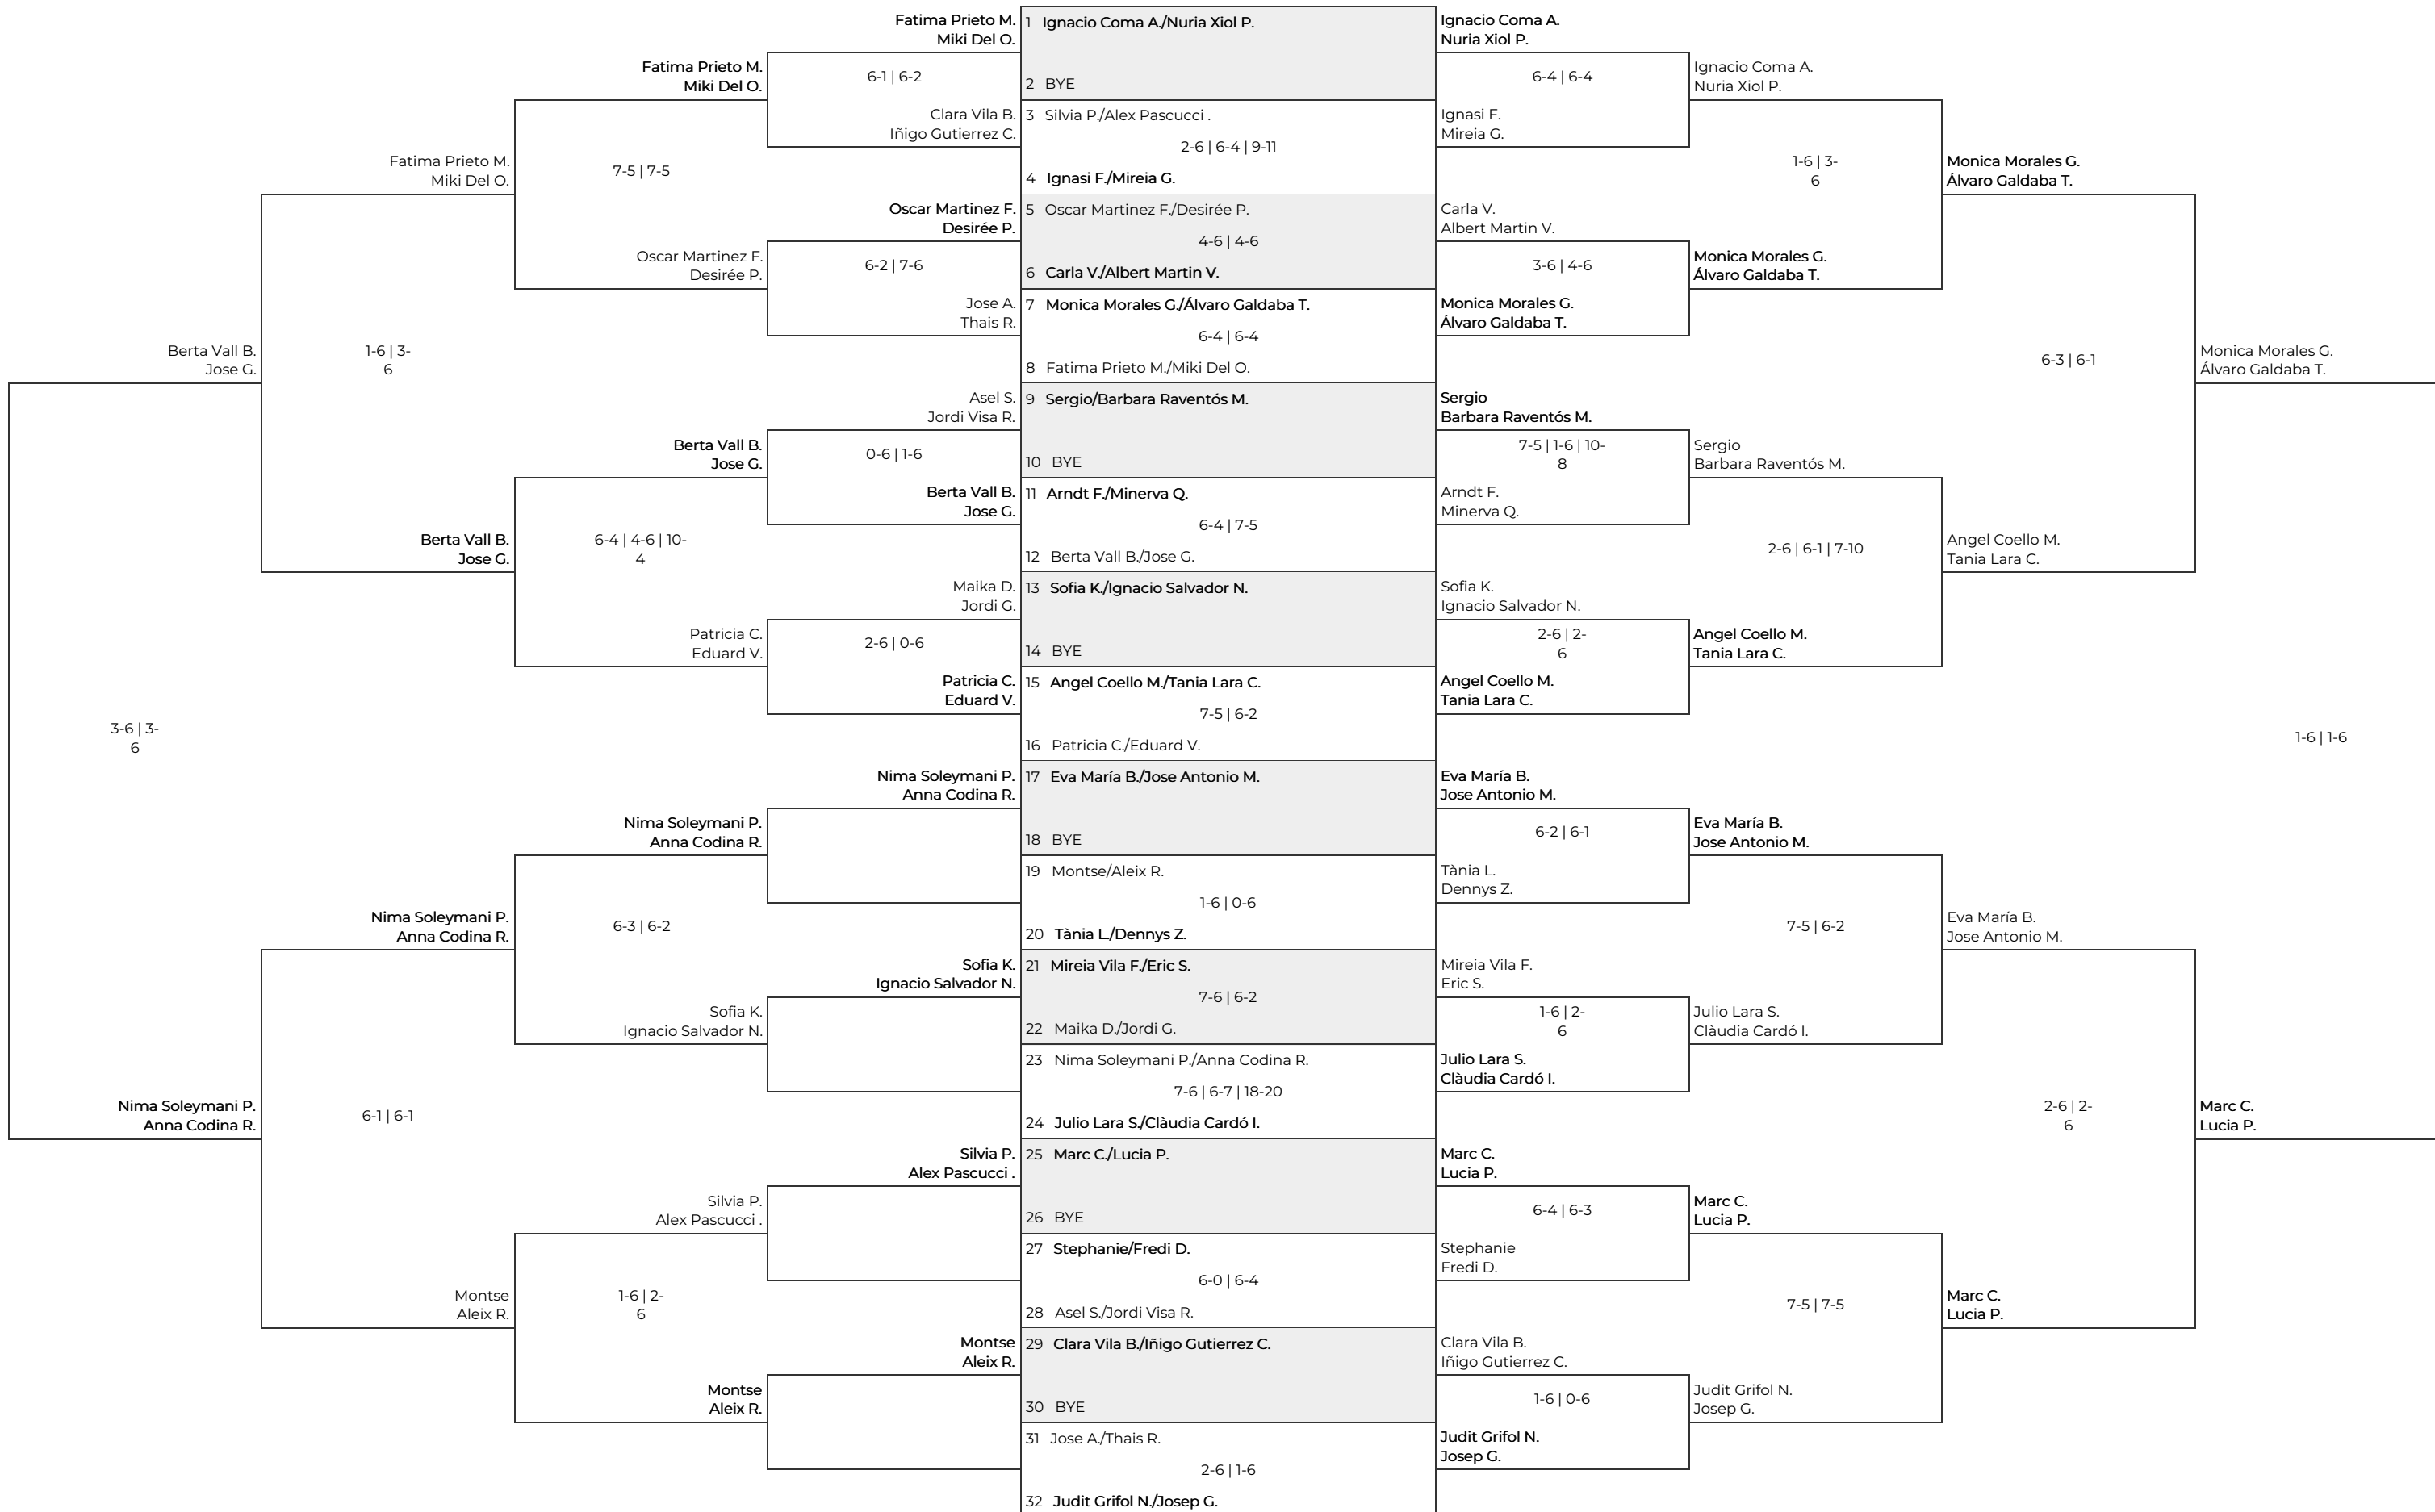 Fatima Prieto M.
Miki Del O.
1 Ignacio Coma A./Nuria Xiol P.
Ignacio Coma A.
Nuria Xiol P.
Fatima Prieto M.
Miki Del O.
6-1 | 6-2
2 BYE
6-4 | 6-4
Ignacio Coma A.
Nuria Xiol P.
Clara Vila B.
Iñigo Gutierrez C.
3 Silvia P./Alex Pascucci .
Ignasi F.
Mireia G.
2-6 | 6-4 | 9-11
Fatima Prieto M.
Miki Del O.
7-5 | 7-5
4 Ignasi F./Mireia G.
1-6 | 3-
6
Monica Morales G.
Álvaro Galdaba T.
Oscar Martinez F.
Desirée P.
5 Oscar Martinez F./Desirée P.
Carla V.
Albert Martin V.
4-6 | 4-6
Oscar Martinez F.
Desirée P.
6-2 | 7-6
6 Carla V./Albert Martin V.
3-6 | 4-6
Monica Morales G.
Álvaro Galdaba T.
Jose A.
Thais R.
7 Monica Morales G./Álvaro Galdaba T.
Monica Morales G.
Álvaro Galdaba T.
6-4 | 6-4
Berta Vall B.
Jose G.
1-6 | 3-
6
8 Fatima Prieto M./Miki Del O.
6-3 | 6-1
Monica Morales G.
Álvaro Galdaba T.
Asel S.
Jordi Visa R.
9 Sergio/Barbara Raventós M.
Sergio
Barbara Raventós M.
Berta Vall B.
Jose G.
0-6 | 1-6
10 BYE
7-5 | 1-6 | 10-
8
Sergio
Barbara Raventós M.
Berta Vall B.
Jose G.
11 Arndt F./Minerva Q.
Arndt F.
Minerva Q.
6-4 | 7-5
Berta Vall B.
Jose G.
6-4 | 4-6 | 10-
4
12 Berta Vall B./Jose G.
2-6 | 6-1 | 7-10
Angel Coello M.
Tania Lara C.
Maika D.
Jordi G.
13 Sofia K./Ignacio Salvador N.
Sofia K.
Ignacio Salvador N.
Patricia C.
Eduard V.
2-6 | 0-6
14 BYE
2-6 | 2-
6
Angel Coello M.
Tania Lara C.
Patricia C.
Eduard V.
15 Angel Coello M./Tania Lara C.
Angel Coello M.
Tania Lara C.
7-5 | 6-2
3-6 | 3-
6
16 Patricia C./Eduard V.
1-6 | 1-6
Nima Soleymani P.
Anna Codina R.
17 Eva María B./Jose Antonio M.
Eva María B.
Jose Antonio M.
Nima Soleymani P.
Anna Codina R.
18 BYE
6-2 | 6-1
Eva María B.
Jose Antonio M.
19 Montse/Aleix R.
Tània L.
Dennys Z.
1-6 | 0-6
Nima Soleymani P.
Anna Codina R.
6-3 | 6-2
20 Tània L./Dennys Z.
7-5 | 6-2
Eva María B.
Jose Antonio M.
Sofia K.
Ignacio Salvador N.
21 Mireia Vila F./Eric S.
Mireia Vila F.
Eric S.
7-6 | 6-2
Sofia K.
Ignacio Salvador N.
22 Maika D./Jordi G.
1-6 | 2-
6
Julio Lara S.
Clàudia Cardó I.
23 Nima Soleymani P./Anna Codina R.
Julio Lara S.
Clàudia Cardó I.
7-6 | 6-7 | 18-20
Nima Soleymani P.
Anna Codina R.
6-1 | 6-1
24 Julio Lara S./Clàudia Cardó I.
2-6 | 2-
6
Marc C.
Lucia P.
Silvia P.
Alex Pascucci .
25 Marc C./Lucia P.
Marc C.
Lucia P.
Silvia P.
Alex Pascucci .
26 BYE
6-4 | 6-3
Marc C.
Lucia P.
27 Stephanie/Fredi D.
Stephanie
Fredi D.
6-0 | 6-4
Montse
Aleix R.
1-6 | 2-
6
28 Asel S./Jordi Visa R.
7-5 | 7-5
Marc C.
Lucia P.
Montse
Aleix R.
29 Clara Vila B./Iñigo Gutierrez C.
Clara Vila B.
Iñigo Gutierrez C.
Montse
Aleix R.
30 BYE
1-6 | 0-6
Judit Grifol N.
Josep G.
31 Jose A./Thais R.
Judit Grifol N.
Josep G.
2-6 | 1-6
32 Judit Grifol N./Josep G.